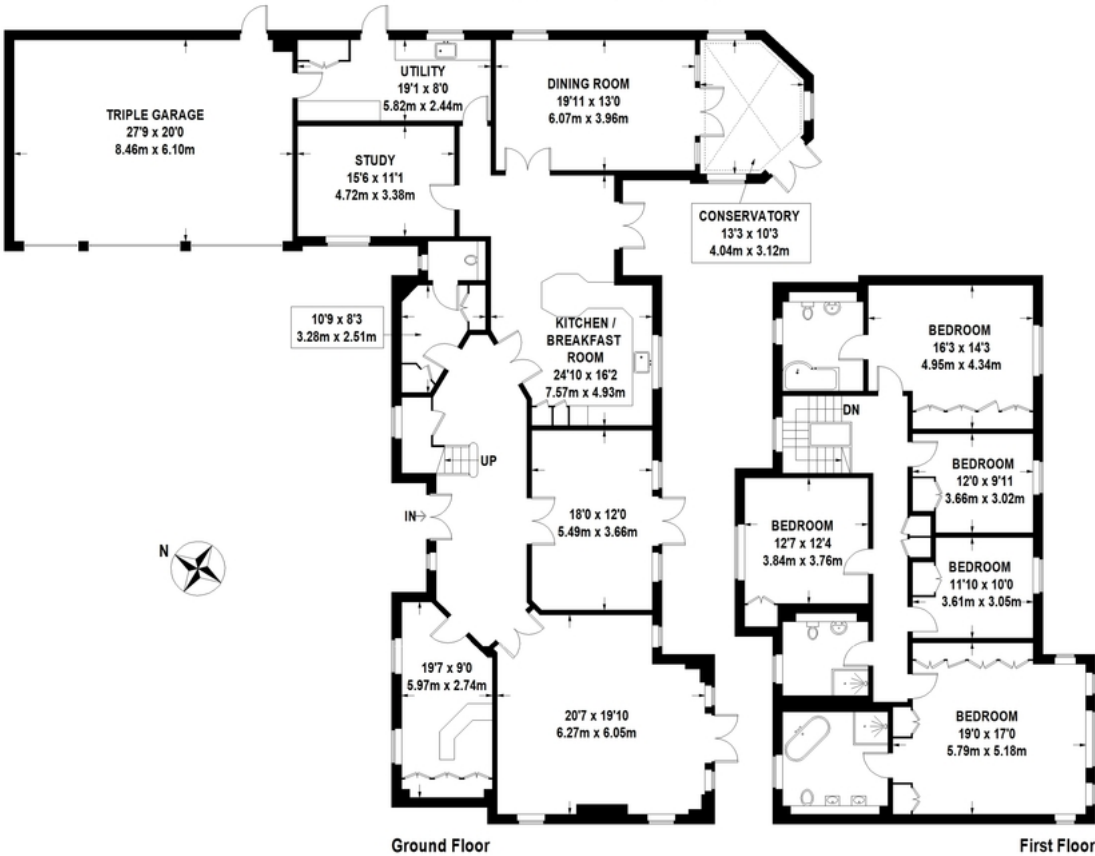 TRIPLE GARAGE
27'9 x 20'0
8.46m x 6.10m
UTILITY
19'1 x 8'0
5.82m x 2.44m
DINING ROOM
19'11 x 13'0
6.07m x 3.96m
STUDY
15'6 x 11'1
4.72m x 3.38m
CONSERVATORY
13'3 x 10'3
4.04m x 3.12m
10'9 x 8'3
3.28m x 2.51m
KITCHEN /
BREAKFAST
ROOM
24'10 x 16'2
7.57m x 4.93m
UP
IN
18'0 x 12'0
5.49m x 3.66m
N
19'7 x 9'0
5.97m x 2.74m
20'7 x 19'10
6.27m x 6.05m
Ground Floor
BEDROOM
16'3 x 14'3
4.95m x 4.34m
DN
BEDROOM
12'0 x 9'11
3.66m x 3.02m
BEDROOM
12'7 x 12'4
3.84m x 3.76m
BEDROOM
11'10 x 10'0
3.61m x 3.05m
BEDROOM
19'0 x 17'0
5.79m x 5.18m
First Floor